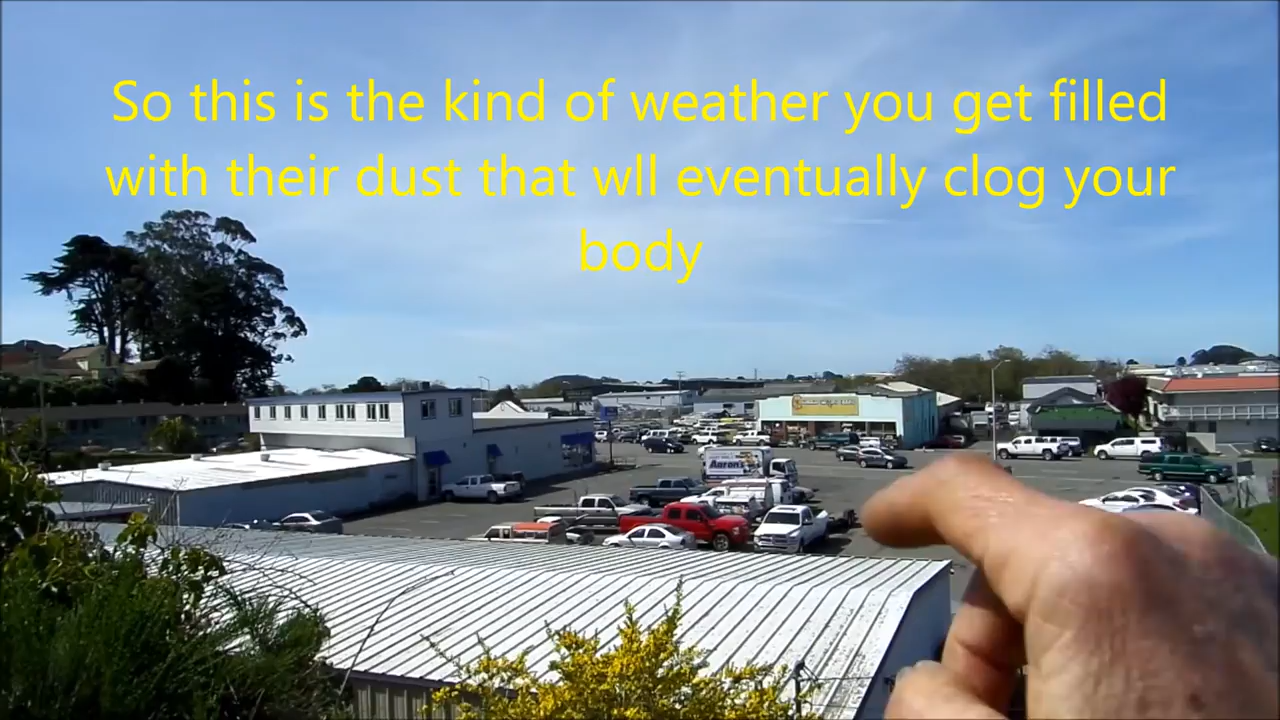 So this is the kind of weather you get filled
with their dust that wll eventually clog your
body
Aaron's